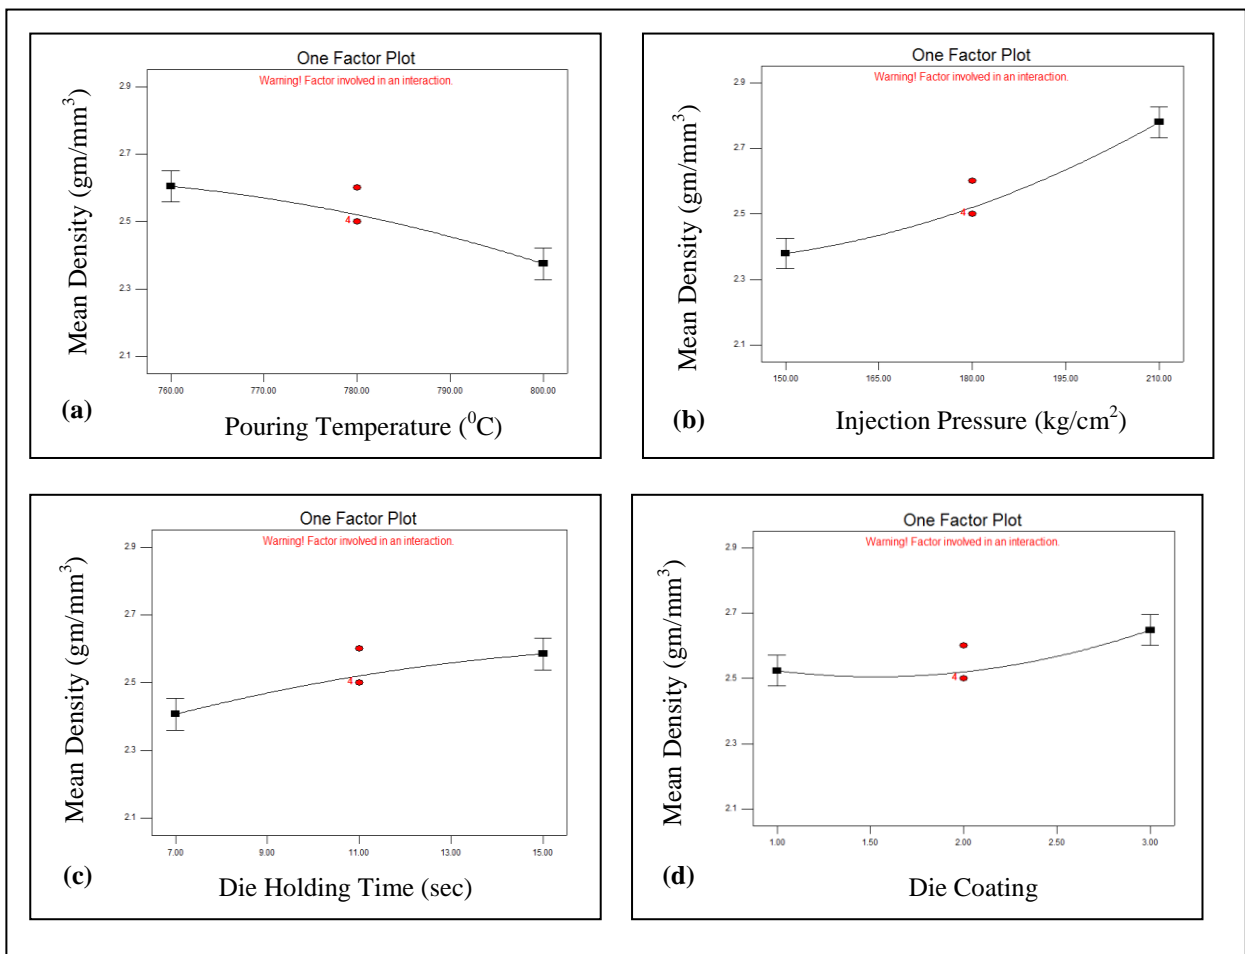 One Factor Plot
Warning! Factor involved in an interaction.
2.9
2.7
2.5
2.3
2.1
4
760.00 770.00 780.00 790.00 800.00
Mean Density (gm/mm³)
(a)
Pouring Temperature (⁰C)
One Factor Plot
Warning! Factor involved in an interaction.
2.9
2.7
2.5
2.3
2.1
4
150.00 165.00 180.00 195.00 210.00
Mean Density (gm/mm³)
(b)
Injection Pressure (kg/cm²)
One Factor Plot
Warning! Factor involved in an interaction.
2.9
2.7
2.5
2.3
2.1
4
7.00 9.00 11.00 13.00 15.00
Mean Density (gm/mm³)
(c)
Die Holding Time (sec)
One Factor Plot
Warning! Factor involved in an interaction.
2.9
2.7
2.5
2.3
2.1
4
1.00 1.50 2.00 2.50 3.00
Mean Density (gm/mm³)
(d)
Die Coating